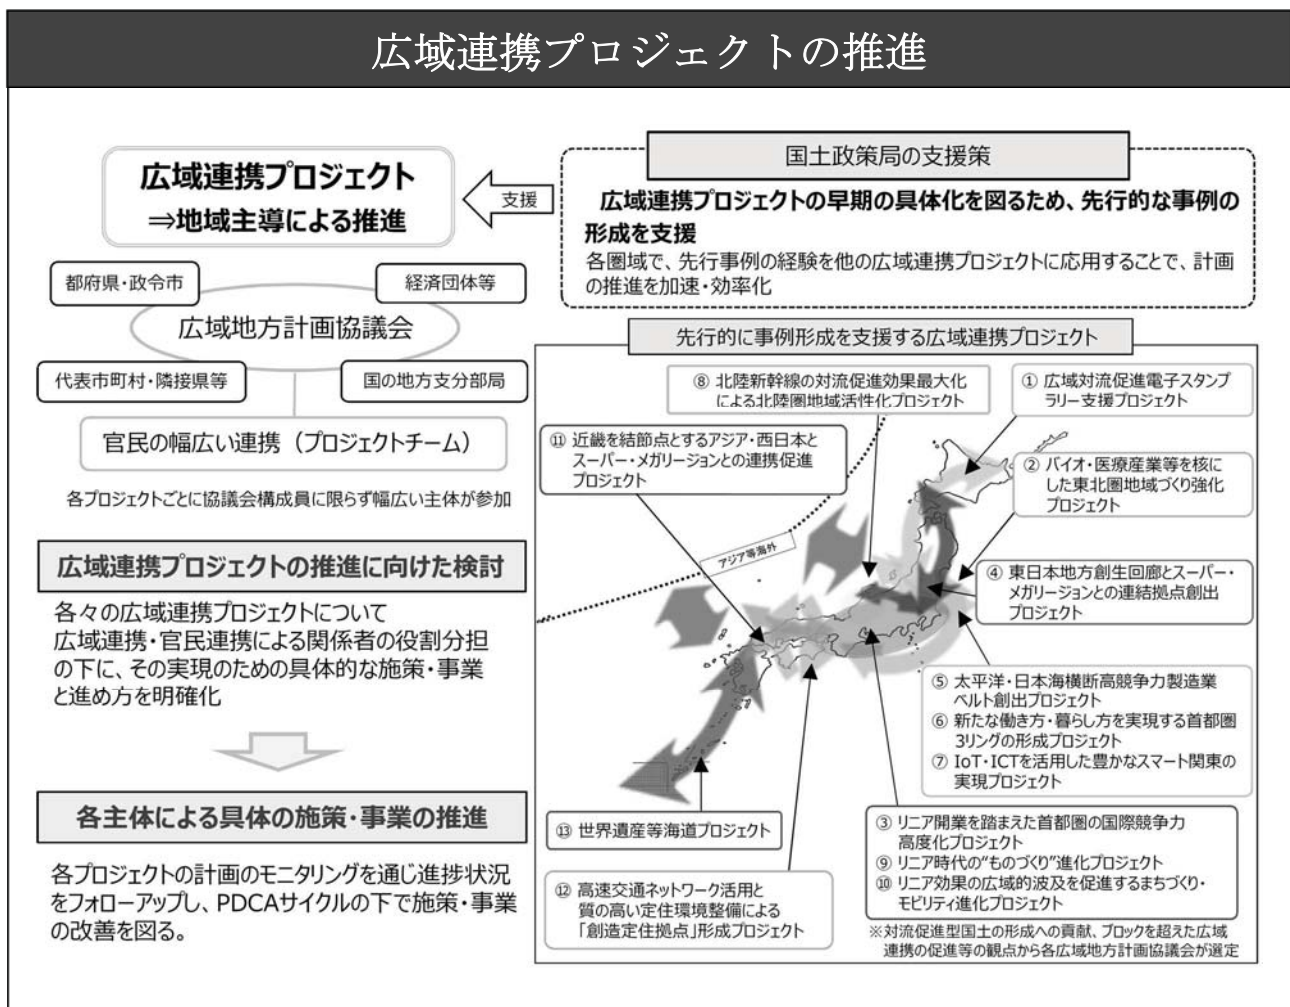 広域連携プロジェクトの推進
広域連携プロジェクト
⇒地域主導による推進
支援
国土政策局の支援策
広域連携プロジェクトの早期の具体化を図るため、先行的な事例の
形成を支援
各圏域で、先行事例の経験を他の広域連携プロジェクトに応用することで、計画
の推進を加速・効率化
都府県・政令市
経済団体等
広域地方計画協議会
代表市町村・隣接県等
国の地方支分部局
官民の幅広い連携（プロジェクトチーム）
各プロジェクトごとに協議会構成員に限らず幅広い主体が参加
広域連携プロジェクトの推進に向けた検討
各々の広域連携プロジェクトについて
広域連携・官民連携による関係者の役割分担
の下に、その実現のための具体的な施策・事業
と進め方を明確化
各主体による具体の施策・事業の推進
各プロジェクトの計画のモニタリングを通じ進捗状況
をフォローアップし、PDCAサイクルの下で施策・事業
の改善を図る。
先行的に事例形成を支援する広域連携プロジェクト
⑧ 北陸新幹線の対流促進効果最大化
による北陸圏地域活性化プロジェクト
① 広域対流促進電子スタンプ
ラリー支援プロジェクト
⑪ 近畿を結節点とするアジア・西日本と
スーパー・メガリージョンとの連携促進
プロジェクト
② バイオ・医療産業等を核に
した東北圏地域づくり強化
プロジェクト
アジア等海外
④ 東日本地方創生回廊とスーパー・
メガリージョンとの連結拠点創出
プロジェクト
⑤ 太平洋・日本海横断高競争力製造業
ベルト創出プロジェクト
⑥ 新たな働き方・暮らし方を実現する首都圏
3リングの形成プロジェクト
⑦ IoT・ICTを活用した豊かなスマート関東の
実現プロジェクト
⑬ 世界遺産等海道プロジェクト
③ リニア開業を踏まえた首都圏の国際競争力
高度化プロジェクト
⑨ リニア時代の“ものづくり”進化プロジェクト
⑩ リニア効果の広域的波及を促進するまちづくり・
モビリティ進化プロジェクト
⑫ 高速交通ネットワーク活用と
質の高い定住環境整備による
「創造定住拠点」形成プロジェクト
※対流促進型国土の形成への貢献、ブロックを超えた広域
連携の促進等の観点から各広域地方計画協議会が選定